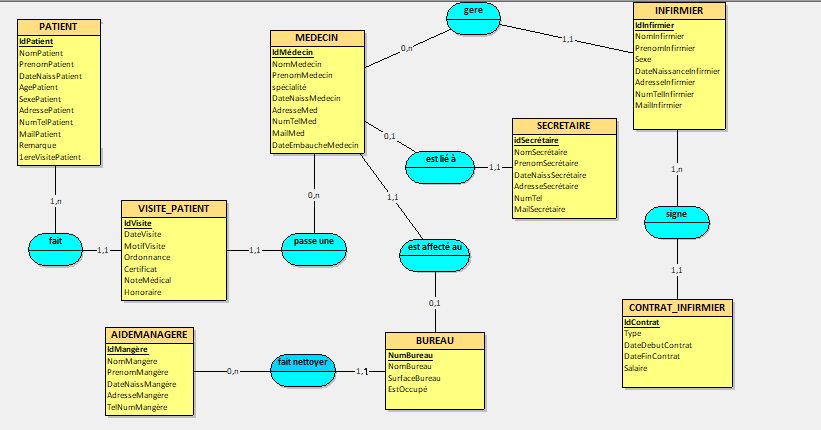 PATIENT
IdPatient
NomPatient
PrenomPatient
DateNaissPatient
AgePatient
SexePatient
AdressePatient
NumTelPatient
MailPatient
Remarque
1ereVisitePatient
MEDECIN
IdMédecin
NomMedecin
PrenomMedecin
spécialité
DateNaissMedecin
AdresseMed
NumTelMed
MailMed
DateEmbaucheMedecin
gere
0,n
1,1
INFIRMIER
IdInfirmier
NomInfirmier
PrenomInfirmier
Sexe
DateNaissanceInfirmier
AdresseInfirmier
NumTelInfirmier
MailInfirmier
SECRETAIRE
idSecrétaire
NomSecrétaire
PrenomSecrétaire
DateNaissSecrétaire
AdresseSecrétaire
NumTel
MailSecrétaire
0,1
est lié à
1,1
1,n
fait
1,1
VISITE_PATIENT
IdVisite
DateVisite
MotifVisite
Ordonnance
Certificat
NoteMédical
Honoraire
0,n
passe une
1,1
1,1
est affecté au
0,1
1,n
signe
1,1
CONTRAT_INFIRMIER
IdContrat
Type
DateDebutContrat
DateFinContrat
Salaire
AIDEMANAGERE
IdMangère
NomMangère
PrenomMangère
DateNaissMangère
AdresseMangère
TelNumMangère
0,n
fait nettoyer
1,1
BUREAU
NumBureau
NomBureau
SurfaceBureau
EstOccupé